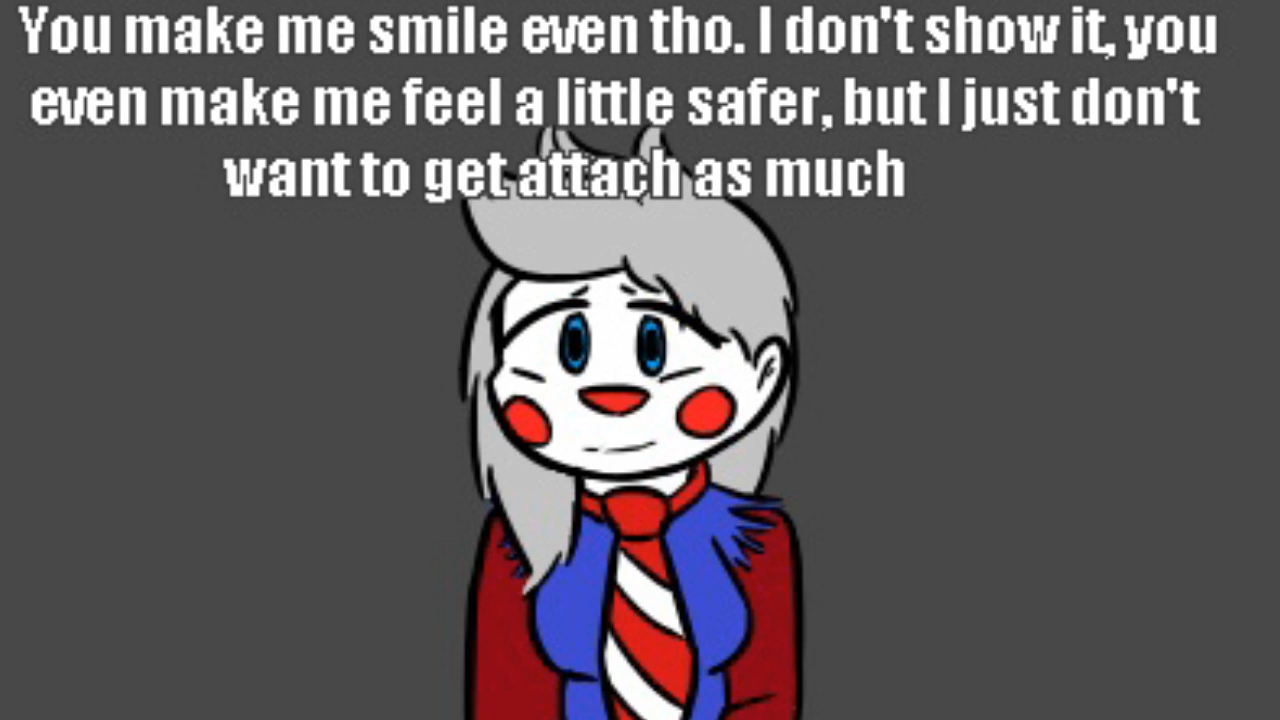 You make me smile even tho. I don't show it, you
even make me feel a little safer, but I just don't
want to get attach as much